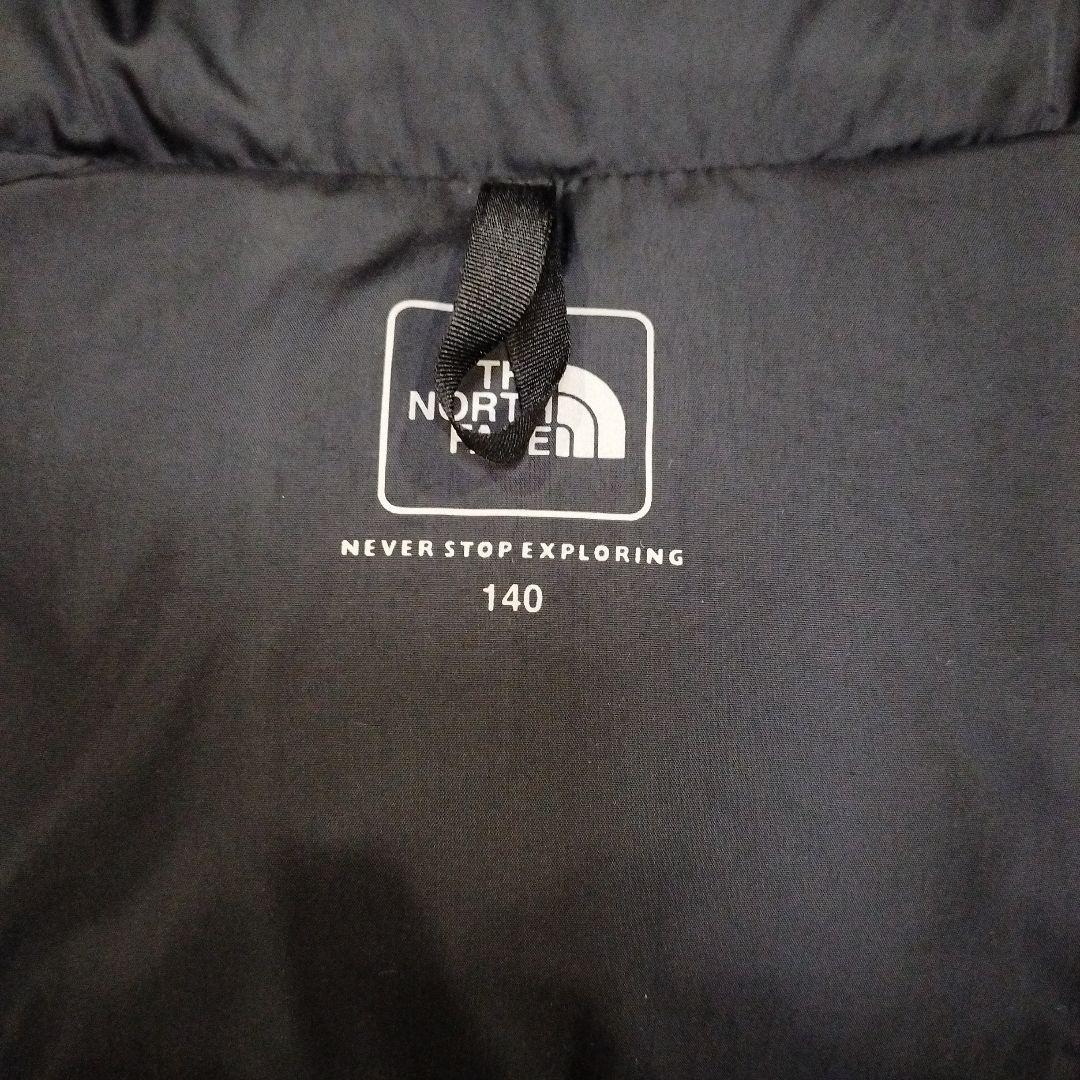 THE
NORTH
FACE
NEVER STOP EXPLORING
140